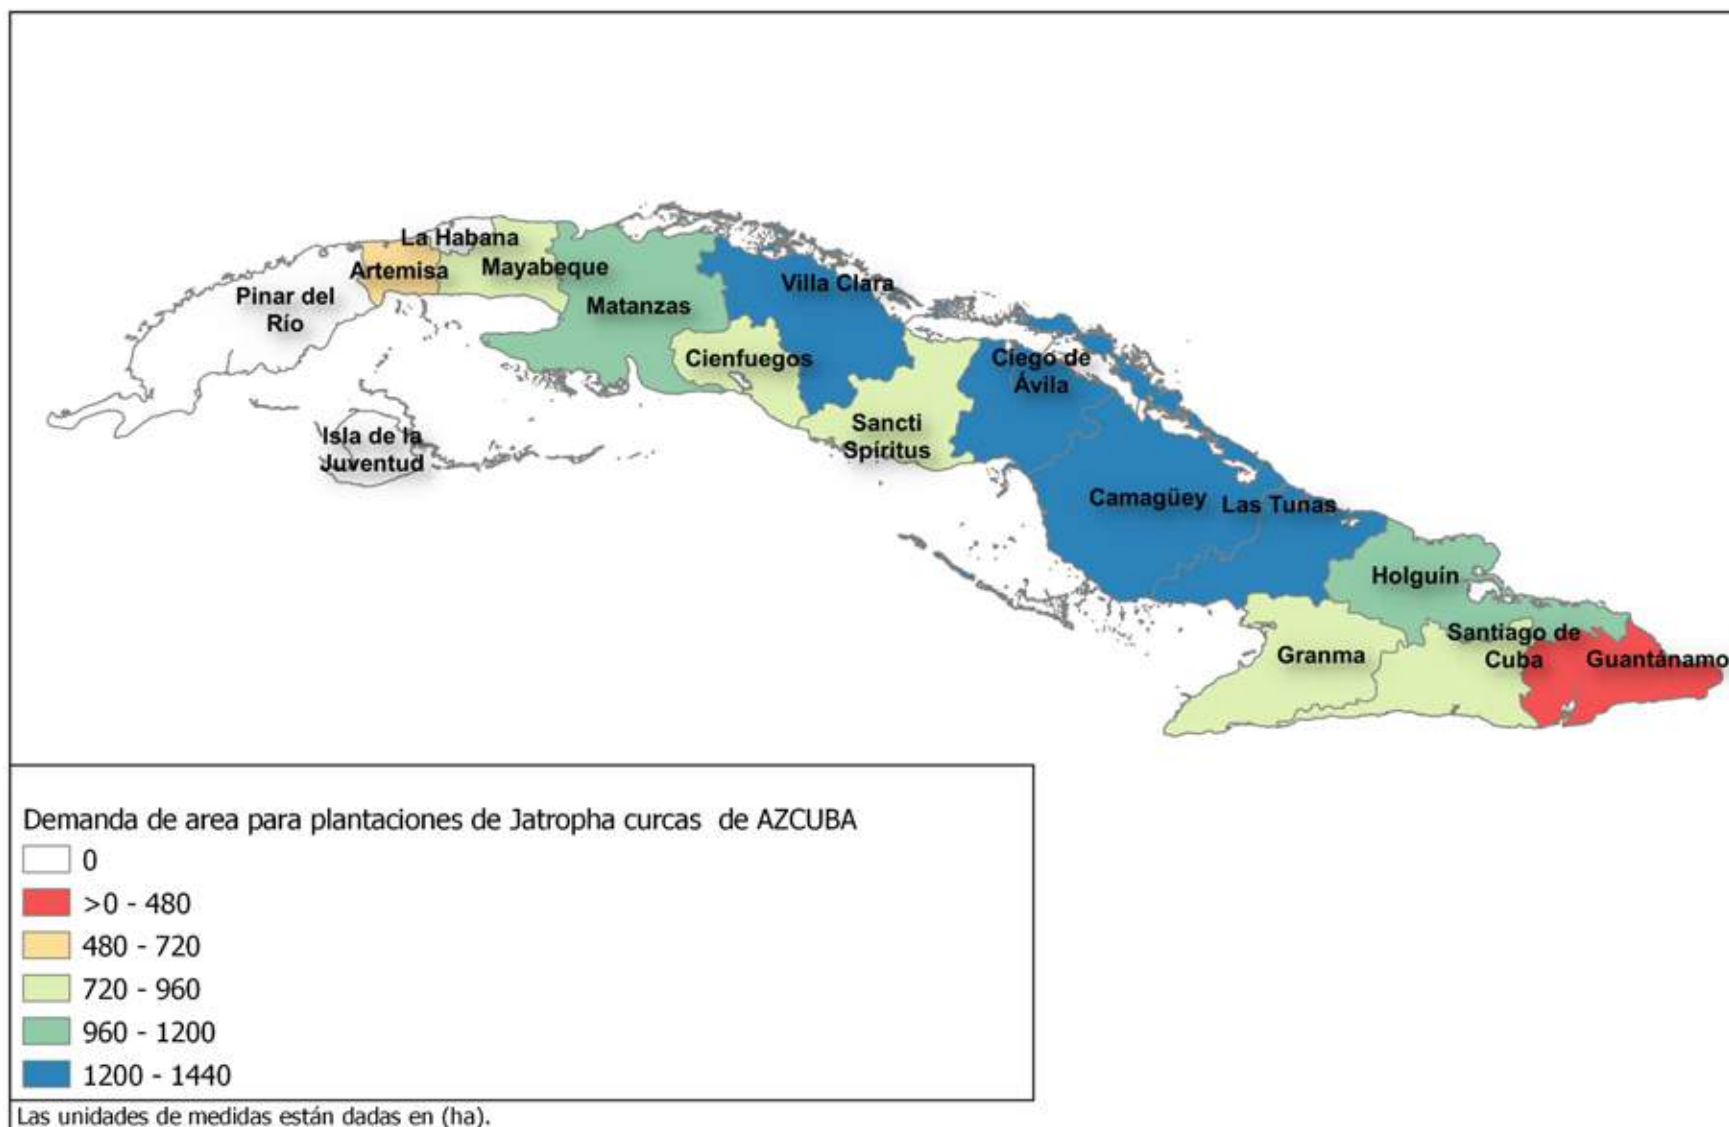 La Habana
Artemisa
Mayabeque
Pinar del
Río
Matanzas
Villa Clara
Cienfuegos
Ciego de
Ávila
Isla de la
Juventud
Sancti
Spíritus
Camagüey
Las Tunas
Holguín
Granma
Santiago de
Cuba
Guantánamo
Demanda de area para plantaciones de Jatropha curcas de AZCUBA
0
>0 - 480
480 - 720
720 - 960
960 - 1200
1200 - 1440
Las unidades de medidas están dadas en (ha).